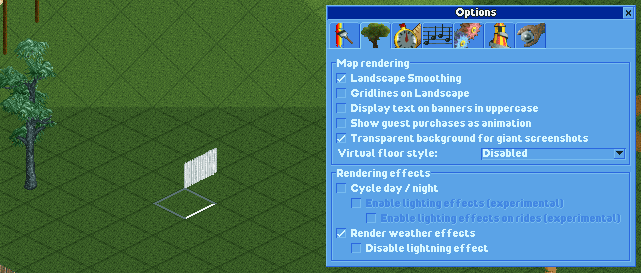 Options
Map rendering
Landscape Smoothing
Gridlines on Landscape
Display text on banners in uppercase
Show guest purchases as animation
Transparent background for giant screenshots
Virtual floor style: Disabled
Rendering effects
Cycle day / night
Enable lighting effects (experimental)
Enable lighting effects on rides (experimental)
Render weather effects
Disable lightning effect